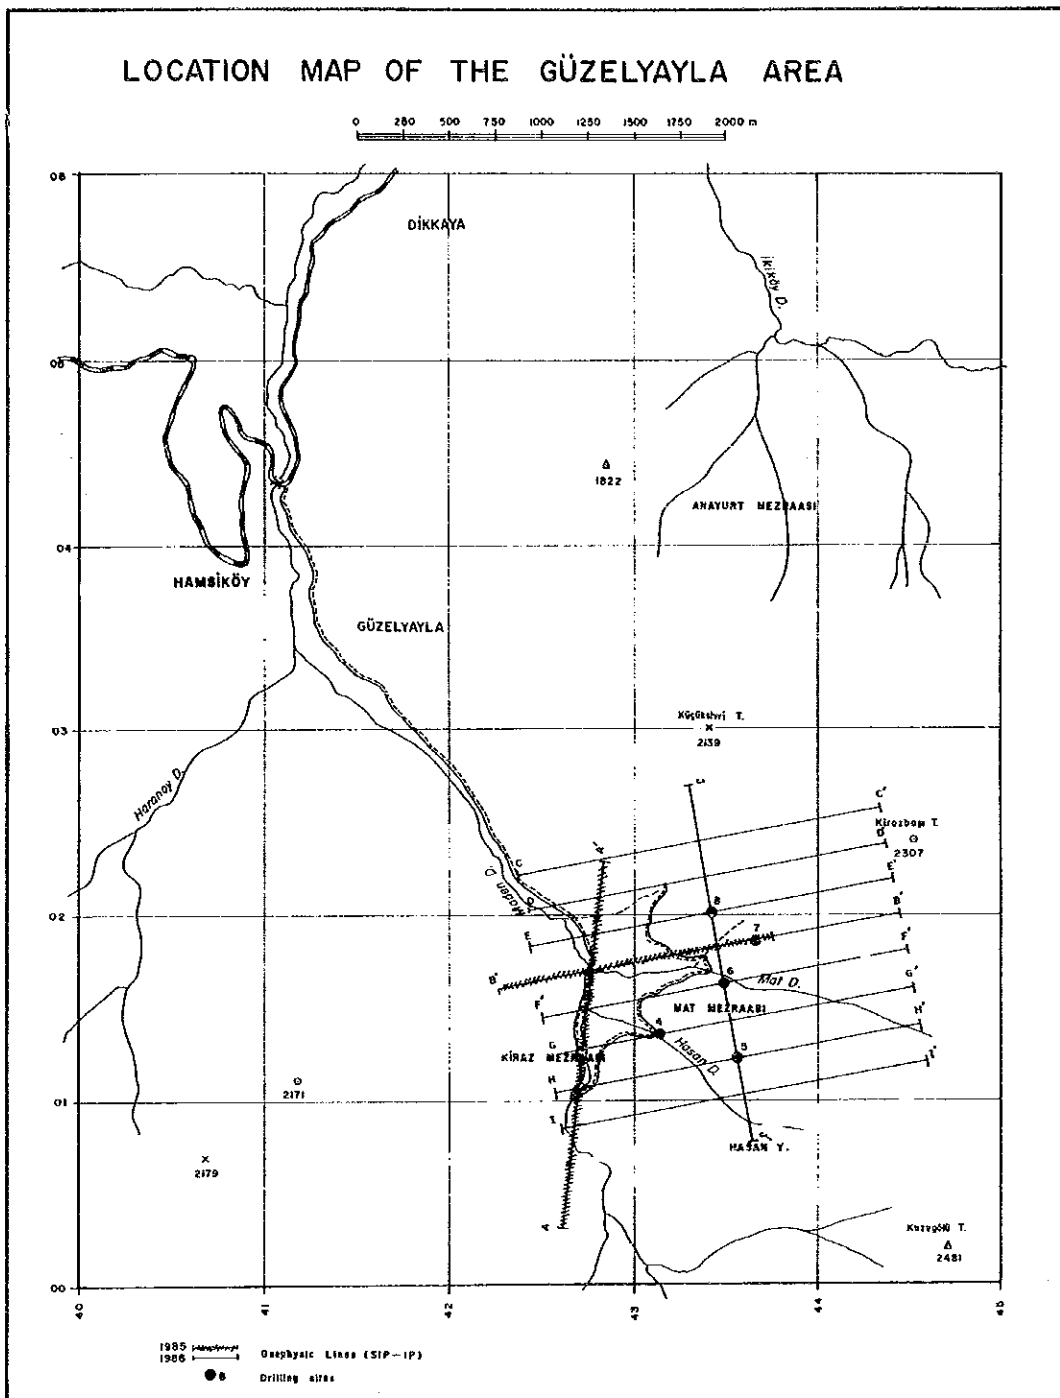 LOCATION MAP OF THE GÜZELYAYLA AREA
0 250 500 750 1000 1250 1500 1750 2000 m
06
DİKKAYA
İkiköy D.
05
1822
ANAYURT MEZRAASI
04
HAMSİKÖY
GÜZELYAYLA
03
2139
Haranoy D.
J
C'
Kirazbaşı T.
D'
2307
A'
E'
C
Maden D.
02
8
B'
E
7
F'
B'
6
Mat D.
G'
F'
MAT MEZRAASI
4
H'
G
KİRAZ MEZRAASI
Hasan D.
5
I'
H
2171
01
I
HASAN Y.
2179
A
2481
00
40 41 42 43 44 45
1985
1986
Geophysic Lines (SIP-IP)
8 Drilling sites